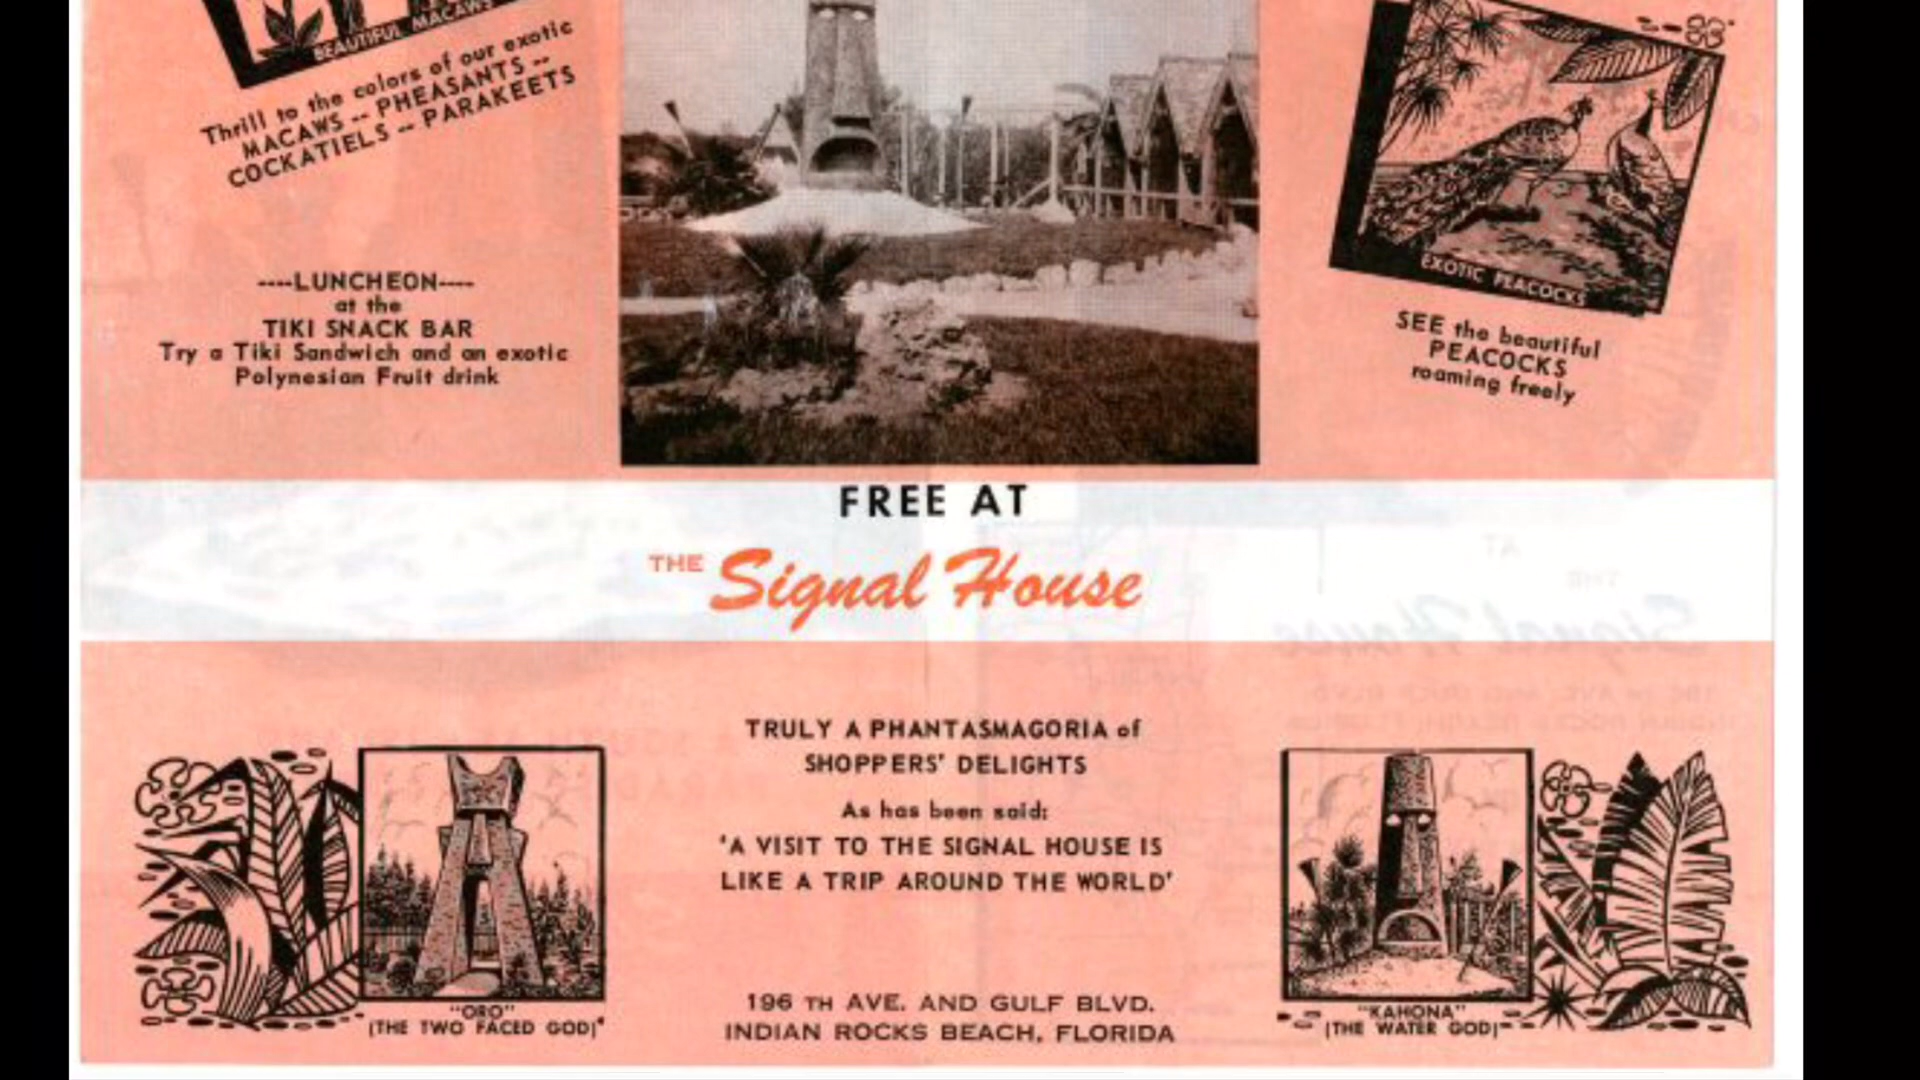 BEAUTIFUL MACAWS
Thrill to the colors of our exotic
MACAWS -- PHEASANTS --
COCKATIELS -- PARAKEETS
----LUNCHEON----
at the
TIKI SNACK BAR
Try a Tiki Sandwich and an exotic
Polynesian Fruit drink
EXOTIC PEACOCKS
SEE the beautiful
PEACOCKS
roaming freely
FREE AT
THE Signal House
TRULY A PHANTASMAGORIA of
SHOPPERS' DELIGHTS
As has been said:
'A VISIT TO THE SIGNAL HOUSE IS
LIKE A TRIP AROUND THE WORLD'
196 TH AVE. AND GULF BLVD.
INDIAN ROCKS BEACH, FLORIDA
"ORO"
(THE TWO FACED GOD)
"KAHONA"
(THE WATER GOD)